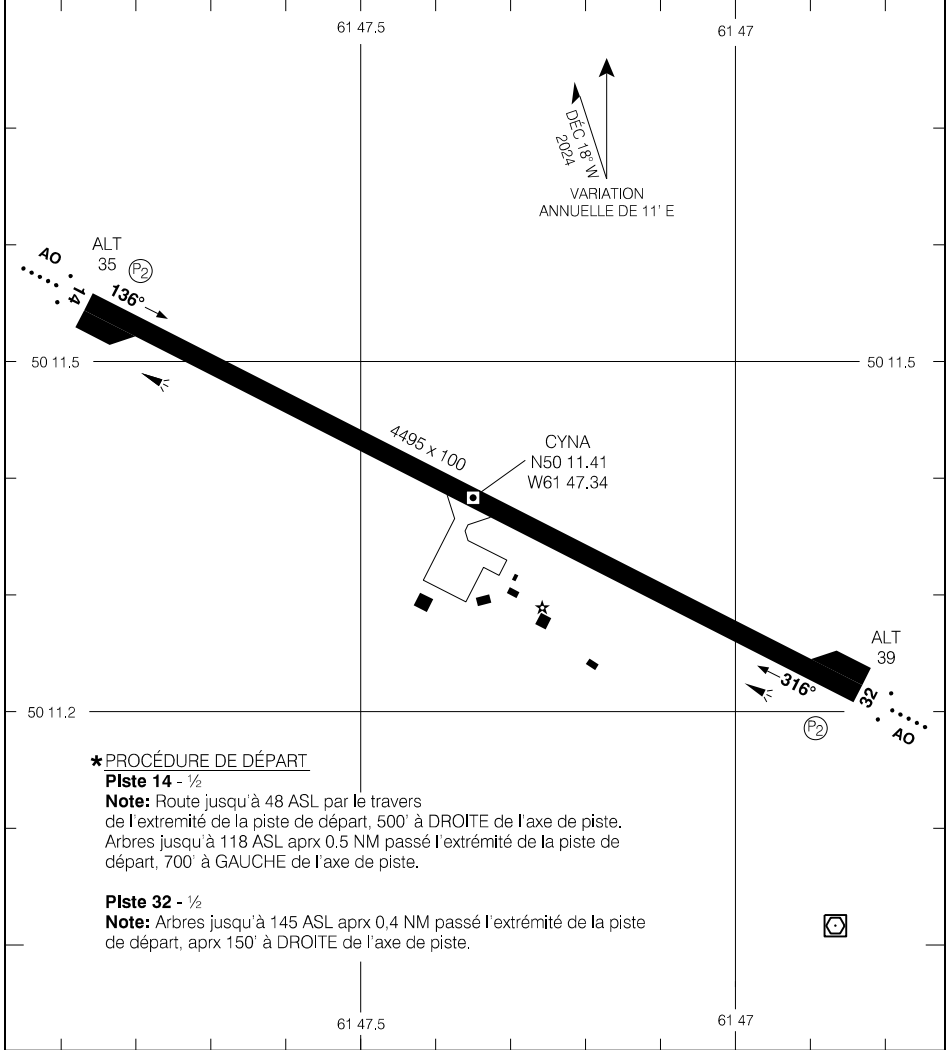 61 47.5
61 47
DÉC 18° W
2024
VARIATION
ANNUELLE DE 11' E
AO
ALT
35
P2
14
136°
50 11.5
50 11.5
4495 x 100
CYNA
N50 11.41
W61 47.34
ALT
39
316°
32
50 11.2
P2
AO
*PROCÉDURE DE DÉPART
Piste 14 - ½
Note: Route jusqu'à 48 ASL par le travers
de l'extremité de la piste de départ, 500' à DROITE de l'axe de piste.
Arbres jusqu'à 118 ASL aprx 0.5 NM passé l'extrémité de la piste de
départ, 700' à GAUCHE de l'axe de piste.
Piste 32 - ½
Note: Arbres jusqu'à 145 ASL aprx 0,4 NM passé l'extrémité de la piste
de départ, aprx 150' à DROITE de l'axe de piste.
61 47.5
61 47